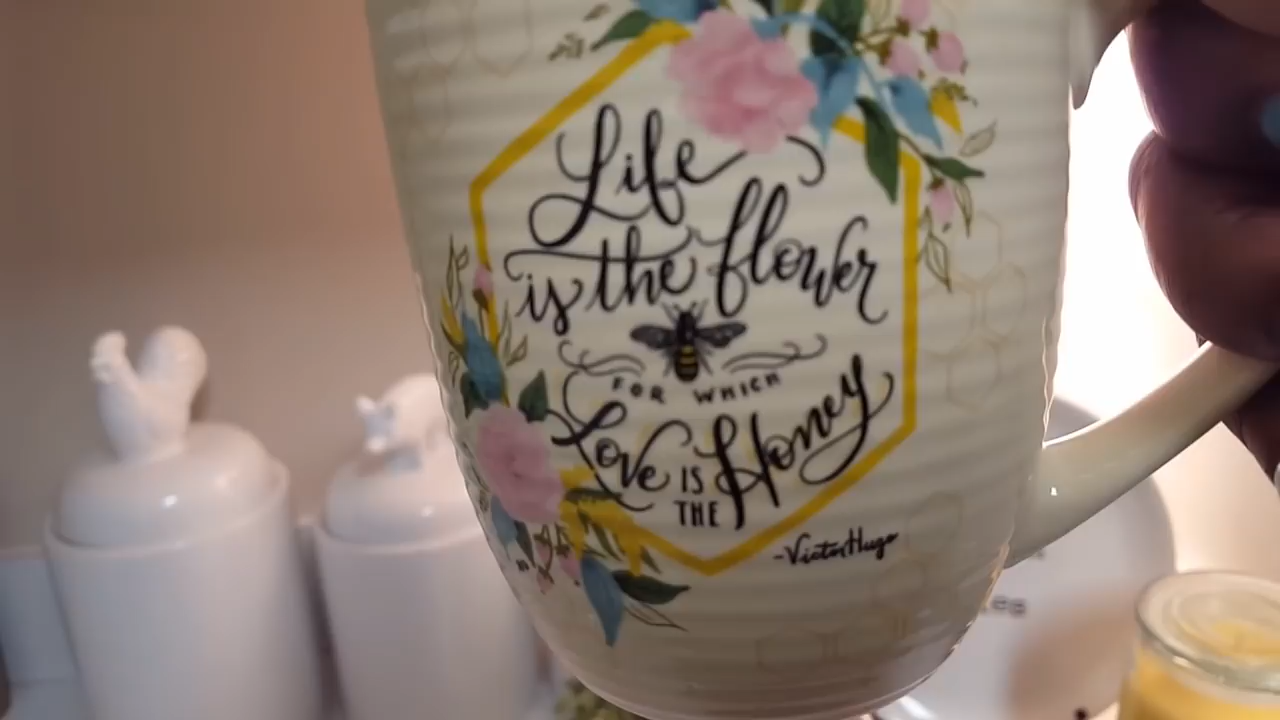 Life
is the flower
FOR WHICH
Love IS THE Honey
-Victor Hugo